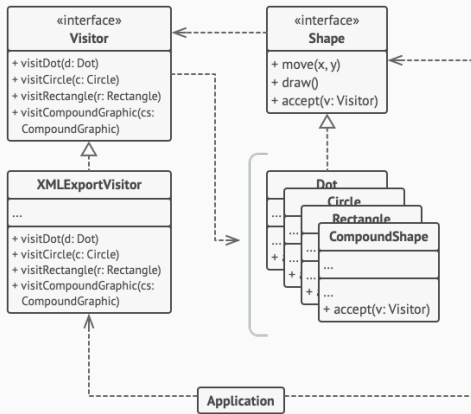 «interface»
Visitor
+ visitDot(d: Dot)
+ visitCircle(c: Circle)
+ visitRectangle(r: Rectangle)
+ visitCompoundGraphic(cs:
CompoundGraphic)
«interface»
Shape
+ move(x, y)
+ draw()
+ accept(v: Visitor)
XMLExportVisitor
...
+ visitDot(d: Dot)
+ visitCircle(c: Circle)
+ visitRectangle(r: Rectangle)
+ visitCompoundGraphic(cs:
CompoundGraphic)
Dot
...
...
+
Circle
...
...
+
Rectangle
...
...
+
CompoundShape
...
...
+ accept(v: Visitor)
Application